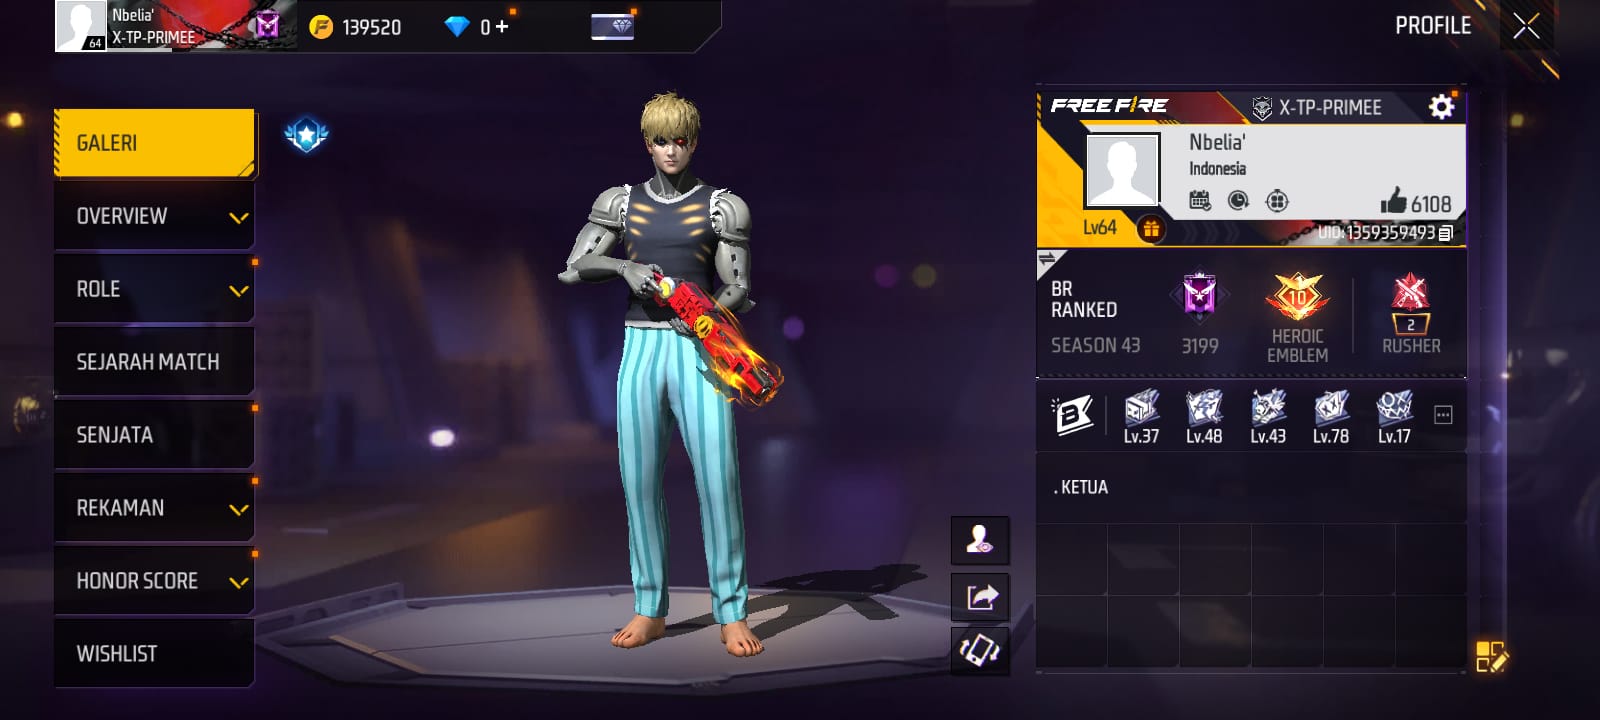 Nbelia'
X-TP-PRIMEE
64
139520
0 +
PROFILE
GALERI
OVERVIEW
ROLE
SEJARAH MATCH
SENJATA
REKAMAN
HONOR SCORE
WISHLIST
FREE FIRE
X-TP-PRIMEE
Nbelia'
Indonesia
6108
Lv64
UID: 1359359493
BR
RANKED
SEASON 43
3199
10
HEROIC
EMBLEM
2
RUSHER
B
Lv.37
Lv.48
Lv.43
Lv.78
Lv.17
. KETUA